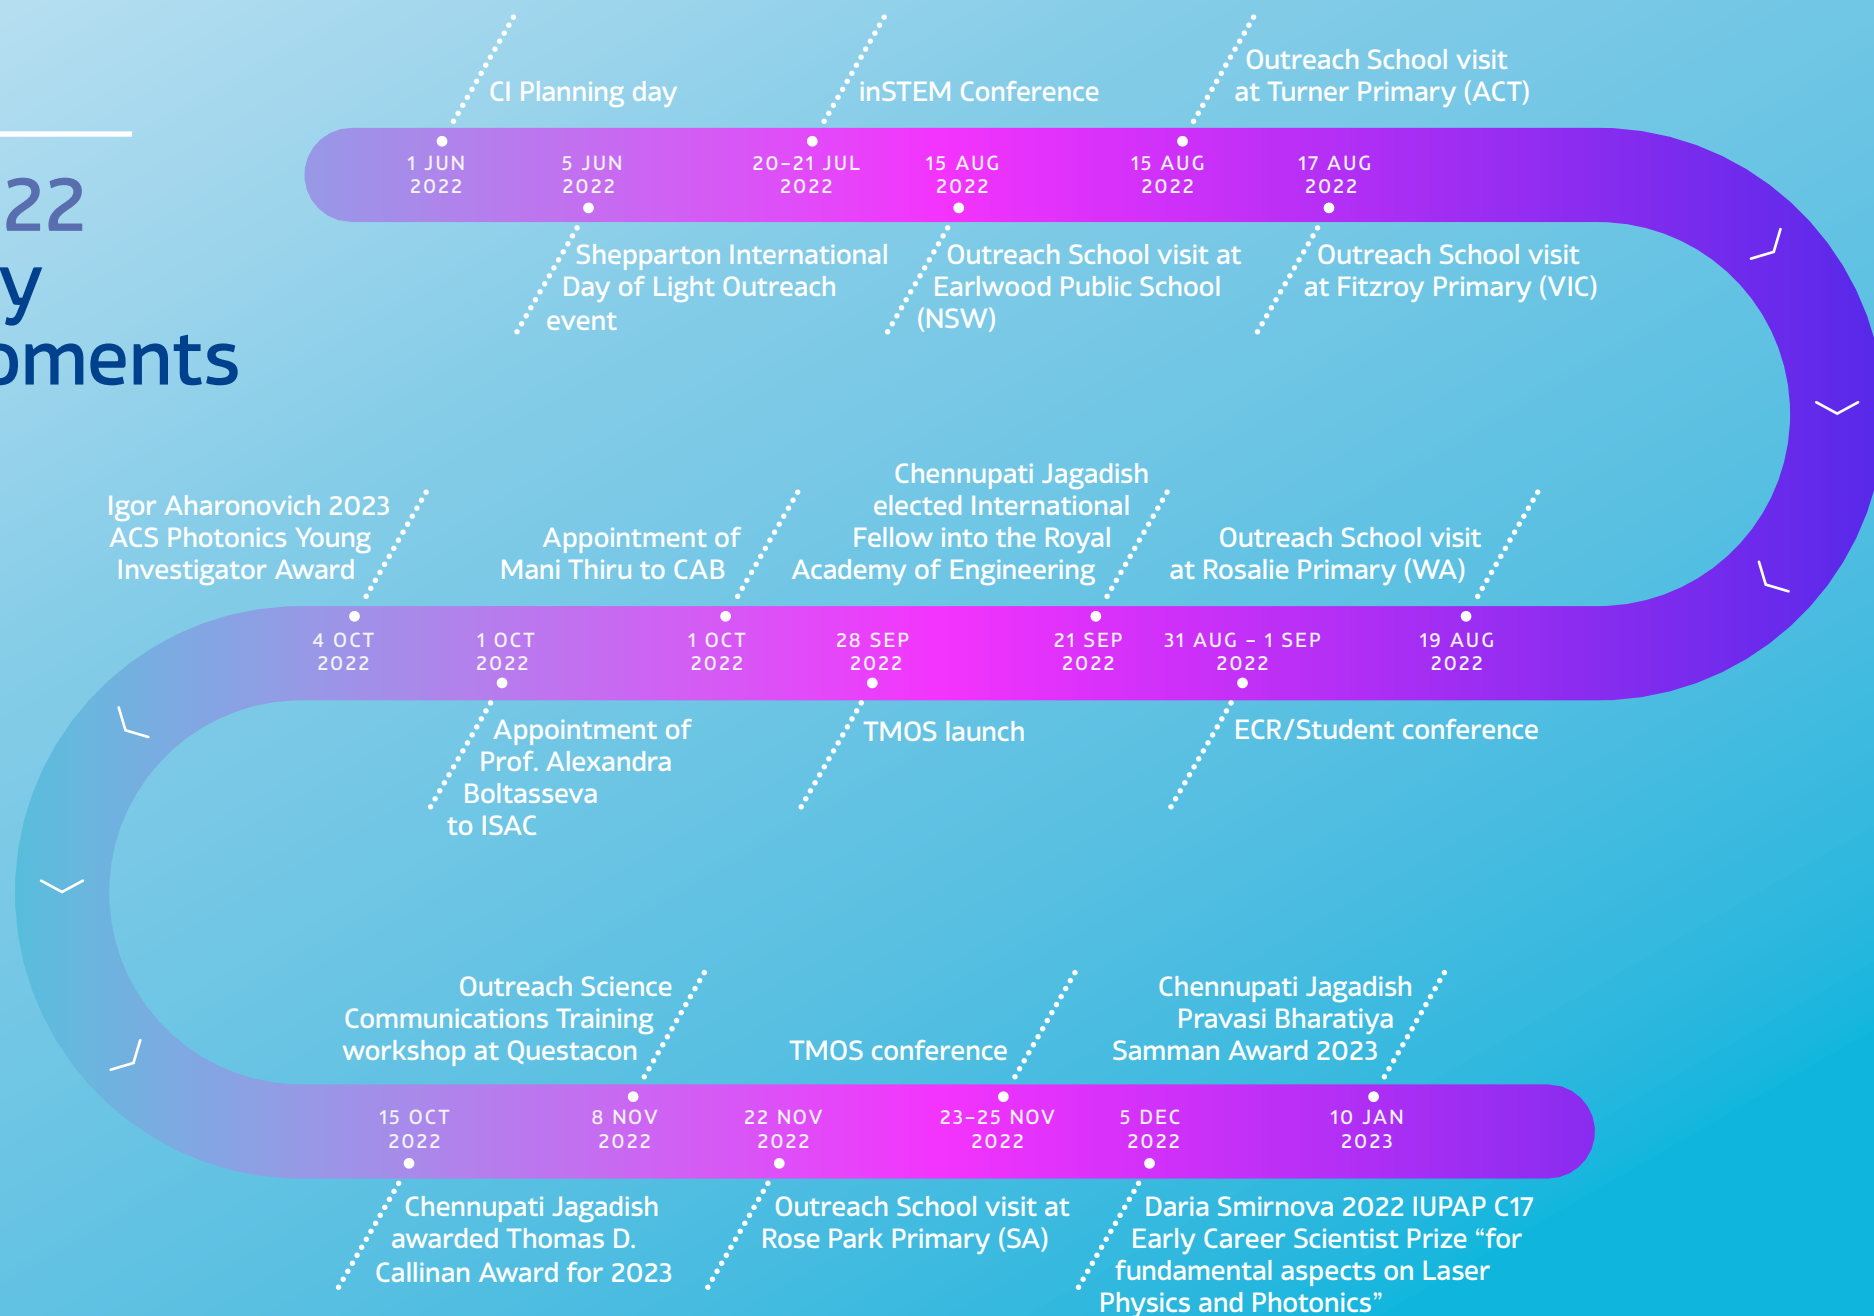 22
y
oments
CI Planning day
inSTEM Conference
Outreach School visit
at Turner Primary (ACT)
1 JUN
2022
5 JUN
2022
20–21 JUL
2022
15 AUG
2022
15 AUG
2022
17 AUG
2022
Shepparton International
Day of Light Outreach
event
Outreach School visit at
Earlwood Public School
(NSW)
Outreach School visit
at Fitzroy Primary (VIC)
Igor Aharonovich 2023
ACS Photonics Young
Investigator Award
Appointment of
Mani Thiru to CAB
Chennupati Jagadish
elected International
Fellow into the Royal
Academy of Engineering
Outreach School visit
at Rosalie Primary (WA)
4 OCT
2022
1 OCT
2022
1 OCT
2022
28 SEP
2022
21 SEP
2022
31 AUG – 1 SEP
2022
19 AUG
2022
Appointment of
Prof. Alexandra
Boltasseva
to ISAC
TMOS launch
ECR/Student conference
Outreach Science
Communications Training
workshop at Questacon
TMOS conference
Chennupati Jagadish
Pravasi Bharatiya
Samman Award 2023
15 OCT
2022
8 NOV
2022
22 NOV
2022
23–25 NOV
2022
5 DEC
2022
10 JAN
2023
Chennupati Jagadish
awarded Thomas D.
Callinan Award for 2023
Outreach School visit at
Rose Park Primary (SA)
Daria Smirnova 2022 IUPAP C17
Early Career Scientist Prize “for
fundamental aspects on Laser
Physics and Photonics”